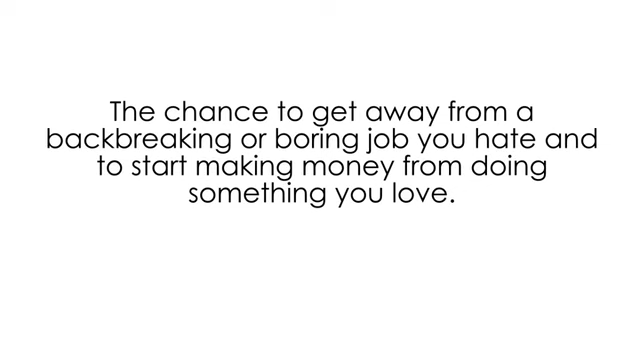 The chance to get away from a
backbreaking or boring job you hate and
to start making money from doing
something you love.